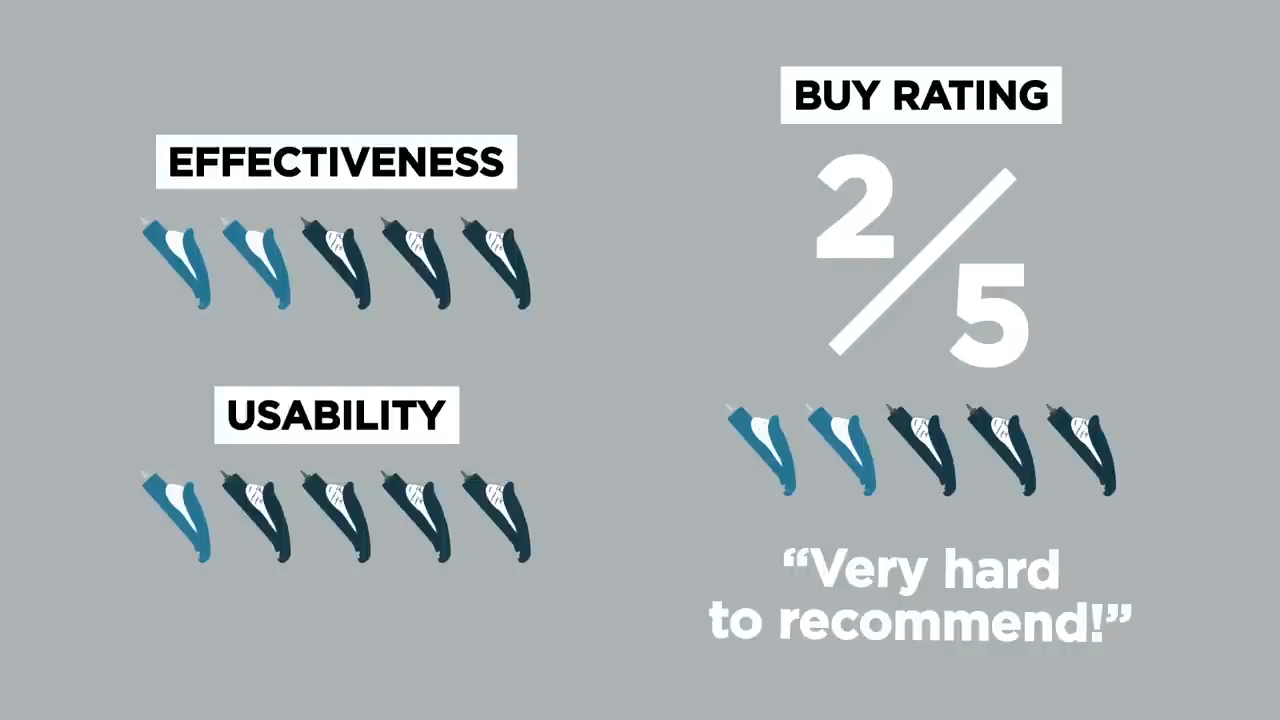 EFFECTIVENESS
USABILITY
BUY RATING
2/5
“Very hard
to recommend!”